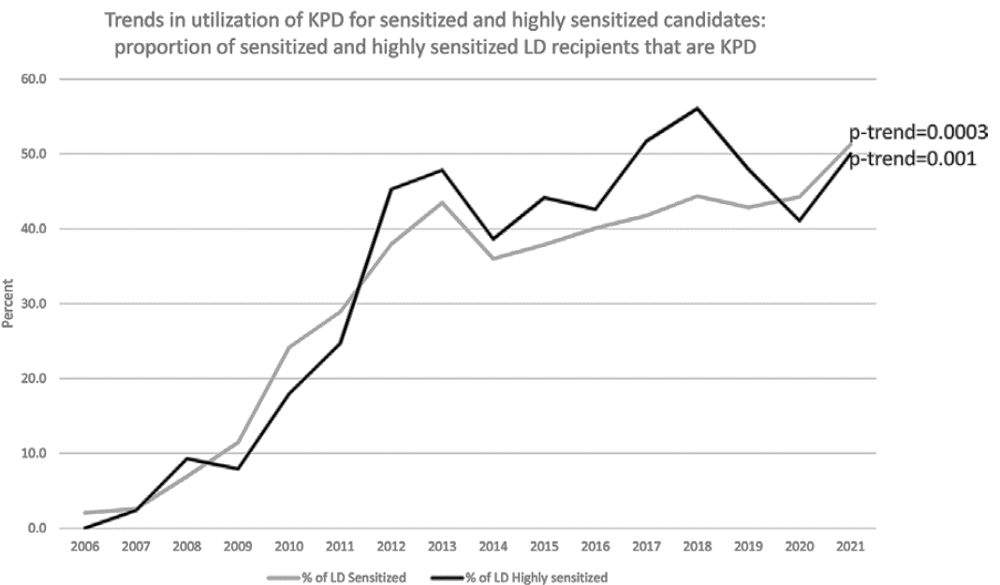 Trends in utilization of KPD for sensitized and highly sensitized candidates:
proportion of sensitized and highly sensitized LD recipients that are KPD
60.0
p-trend=0.0003
50.0
p-trend=0.001
40.0
Percent
30.0
20.0
10.0
0.0
2006 2007 2008 2009 2010 2011 2012 2013 2014 2015 2016 2017 2018 2019 2020 2021
% of LD Sensitized % of LD Highly sensitized